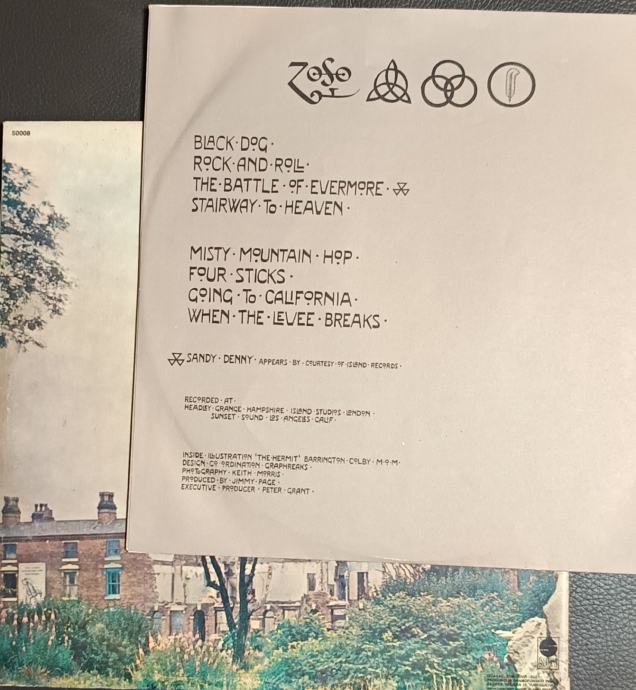 50008
ZoSo
BLACK·DOG·
ROCK·AND·ROLL·
THE·BATTLE·OF·EVERMORE·
STAIRWAY·To·HEAVEN·
MISTY·MOUNTAIN·HOP·
FOUR·STICKS·
GOING·To·CALIFORNIA·
WHEN·THE·LEVEE·BREAKS·
SANDY·DENNY·APPEARS·BY·COURTESY·OF·ISLAND·RECORDS·
RECORDED·AT·
HEADLEY·GRANGE·HAMPSHIRE·ISLAND·STUDIOS·LONDON·
SUNSET·SOUND·LOS·ANGELES·CALIF·
INSIDE·ILLUSTRATION 'THE·HERMIT' BARRINGTON·COLBY·M·O·M·
DESIGN·CO·ORDINATION·GRAPHREAKS·
PHOTOGRAPHY·KEITH·MORRIS·
PRODUCED·BY·JIMMY·PAGE·
EXECUTIVE·PRODUCER·PETER·GRANT·